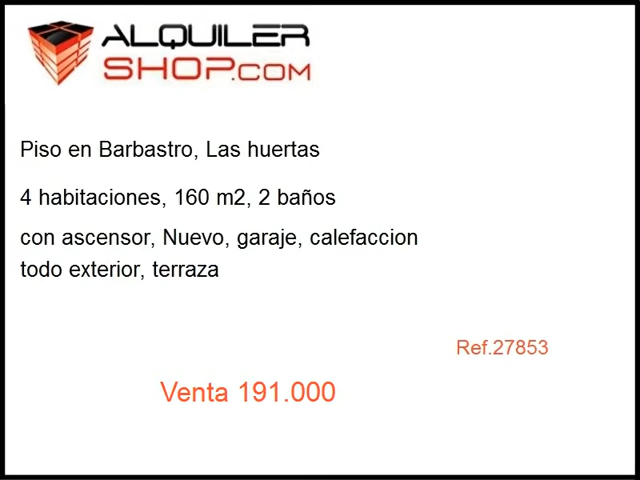 ALQUILER
SHOP.COM
Piso en Barbastro, Las huertas
4 habitaciones, 160 m2, 2 baños
con ascensor, Nuevo, garaje, calefaccion
todo exterior, terraza
Ref.27853
Venta 191.000